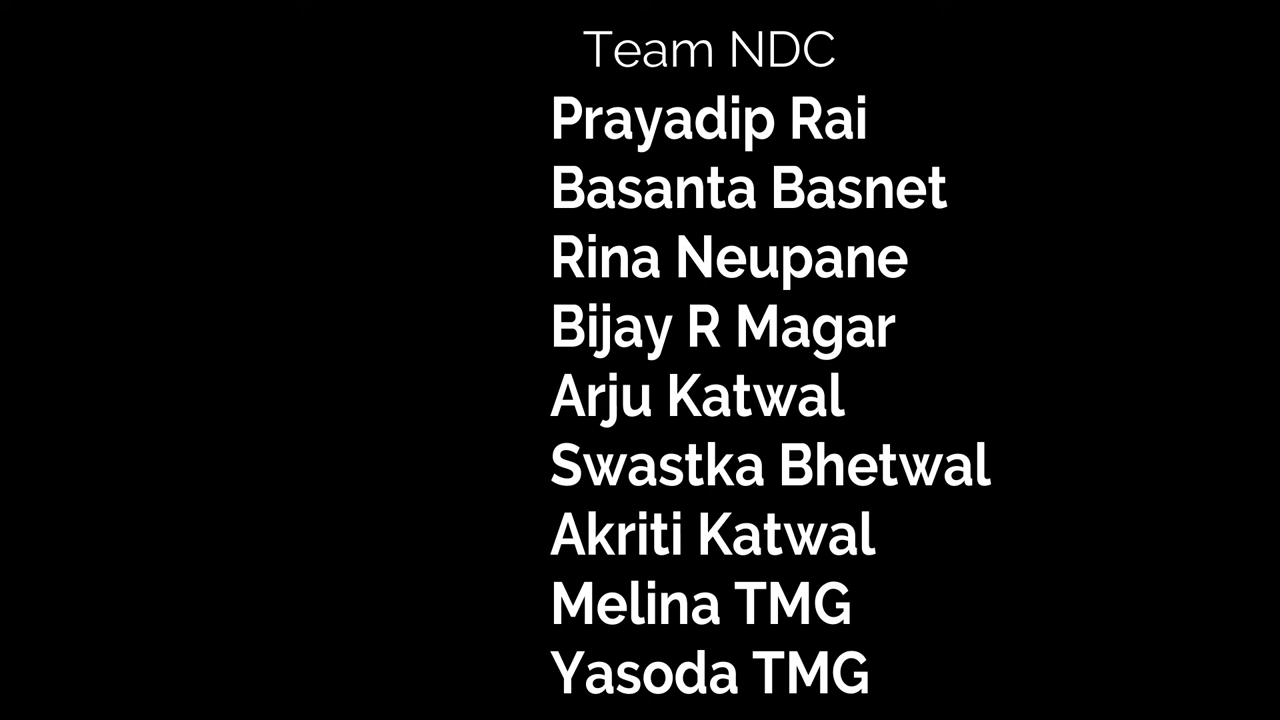 Team NDC
Prayadip Rai
Basanta Basnet
Rina Neupane
Bijay R Magar
Arju Katwal
Swastka Bhetwal
Akriti Katwal
Melina TMG
Yasoda TMG